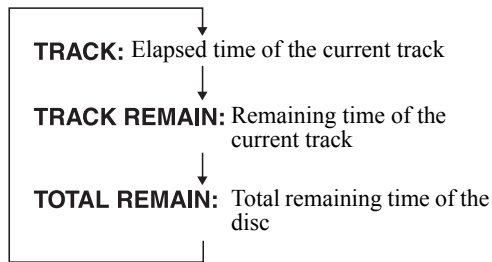 TRACK: Elapsed time of the current track
TRACK REMAIN: Remaining time of the
current track
TOTAL REMAIN: Total remaining time of the
disc